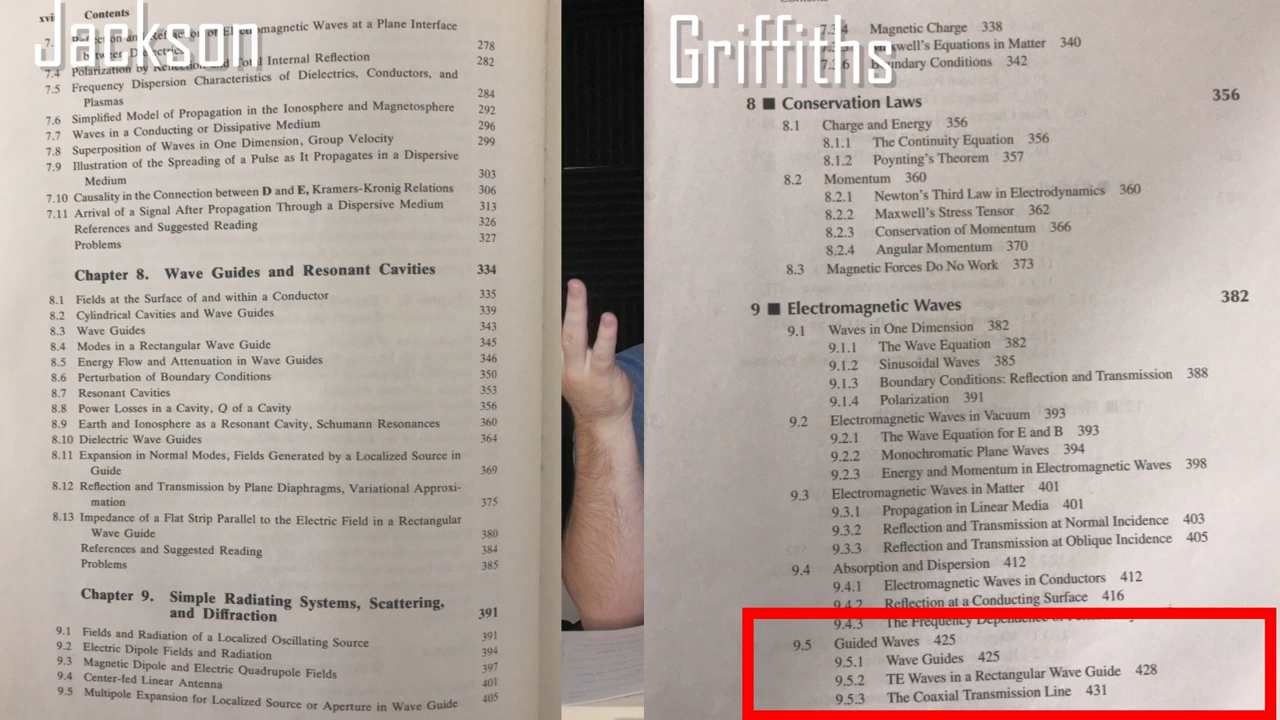 Jackson
xvi Contents
7. Electromagnetic Waves at a Plane Interface
278
7.4 Polarization by Reflection and Total Internal Reflection 282
7.5 Frequency Dispersion Characteristics of Dielectrics, Conductors, and
Plasmas 284
7.6 Simplified Model of Propagation in the Ionosphere and Magnetosphere 292
7.7 Waves in a Conducting or Dissipative Medium 296
7.8 Superposition of Waves in One Dimension, Group Velocity 299
7.9 Illustration of the Spreading of a Pulse as It Propagates in a Dispersive
Medium 303
7.10 Causality in the Connection between D and E, Kramers-Kronig Relations 306
7.11 Arrival of a Signal After Propagation Through a Dispersive Medium 313
References and Suggested Reading 326
Problems 327
Chapter 8. Wave Guides and Resonant Cavities 334
8.1 Fields at the Surface of and within a Conductor 335
8.2 Cylindrical Cavities and Wave Guides 339
8.3 Wave Guides 343
8.4 Modes in a Rectangular Wave Guide 345
8.5 Energy Flow and Attenuation in Wave Guides 346
8.6 Perturbation of Boundary Conditions 350
8.7 Resonant Cavities 353
8.8 Power Losses in a Cavity, Q of a Cavity 356
8.9 Earth and Ionosphere as a Resonant Cavity, Schumann Resonances 360
8.10 Dielectric Wave Guides 364
8.11 Expansion in Normal Modes, Fields Generated by a Localized Source in
Guide 369
8.12 Reflection and Transmission by Plane Diaphragms, Variational Approxi-
mation 375
8.13 Impedance of a Flat Strip Parallel to the Electric Field in a Rectangular
Wave Guide 380
References and Suggested Reading 384
Problems 385
Chapter 9. Simple Radiating Systems, Scattering,
and Diffraction 391
9.1 Fields and Radiation of a Localized Oscillating Source 391
9.2 Electric Dipole Fields and Radiation 394
9.3 Magnetic Dipole and Electric Quadrupole Fields 397
9.4 Center-fed Linear Antenna 401
9.5 Multipole Expansion for Localized Source or Aperture in Wave Guide 405
Griffiths
Magnetic Charge 338
Maxwell's Equations in Matter 340
Boundary Conditions 342
8 ■ Conservation Laws 356
8.1 Charge and Energy 356
8.1.1 The Continuity Equation 356
8.1.2 Poynting's Theorem 357
8.2 Momentum 360
8.2.1 Newton's Third Law in Electrodynamics 360
8.2.2 Maxwell's Stress Tensor 362
8.2.3 Conservation of Momentum 366
8.2.4 Angular Momentum 370
8.3 Magnetic Forces Do No Work 373
9 ■ Electromagnetic Waves 382
9.1 Waves in One Dimension 382
9.1.1 The Wave Equation 382
9.1.2 Sinusoidal Waves 385
9.1.3 Boundary Conditions: Reflection and Transmission 388
9.1.4 Polarization 391
9.2 Electromagnetic Waves in Vacuum 393
9.2.1 The Wave Equation for E and B 393
9.2.2 Monochromatic Plane Waves 394
9.2.3 Energy and Momentum in Electromagnetic Waves 398
9.3 Electromagnetic Waves in Matter 401
9.3.1 Propagation in Linear Media 401
9.3.2 Reflection and Transmission at Normal Incidence 403
9.3.3 Reflection and Transmission at Oblique Incidence 405
9.4 Absorption and Dispersion 412
9.4.1 Electromagnetic Waves in Conductors 412
9.4.2 Reflection at a Conducting Surface 416
9.4.3 The Frequency Dependence of
9.5 Guided Waves 425
9.5.1 Wave Guides 425
9.5.2 TE Waves in a Rectangular Wave Guide 428
9.5.3 The Coaxial Transmission Line 431